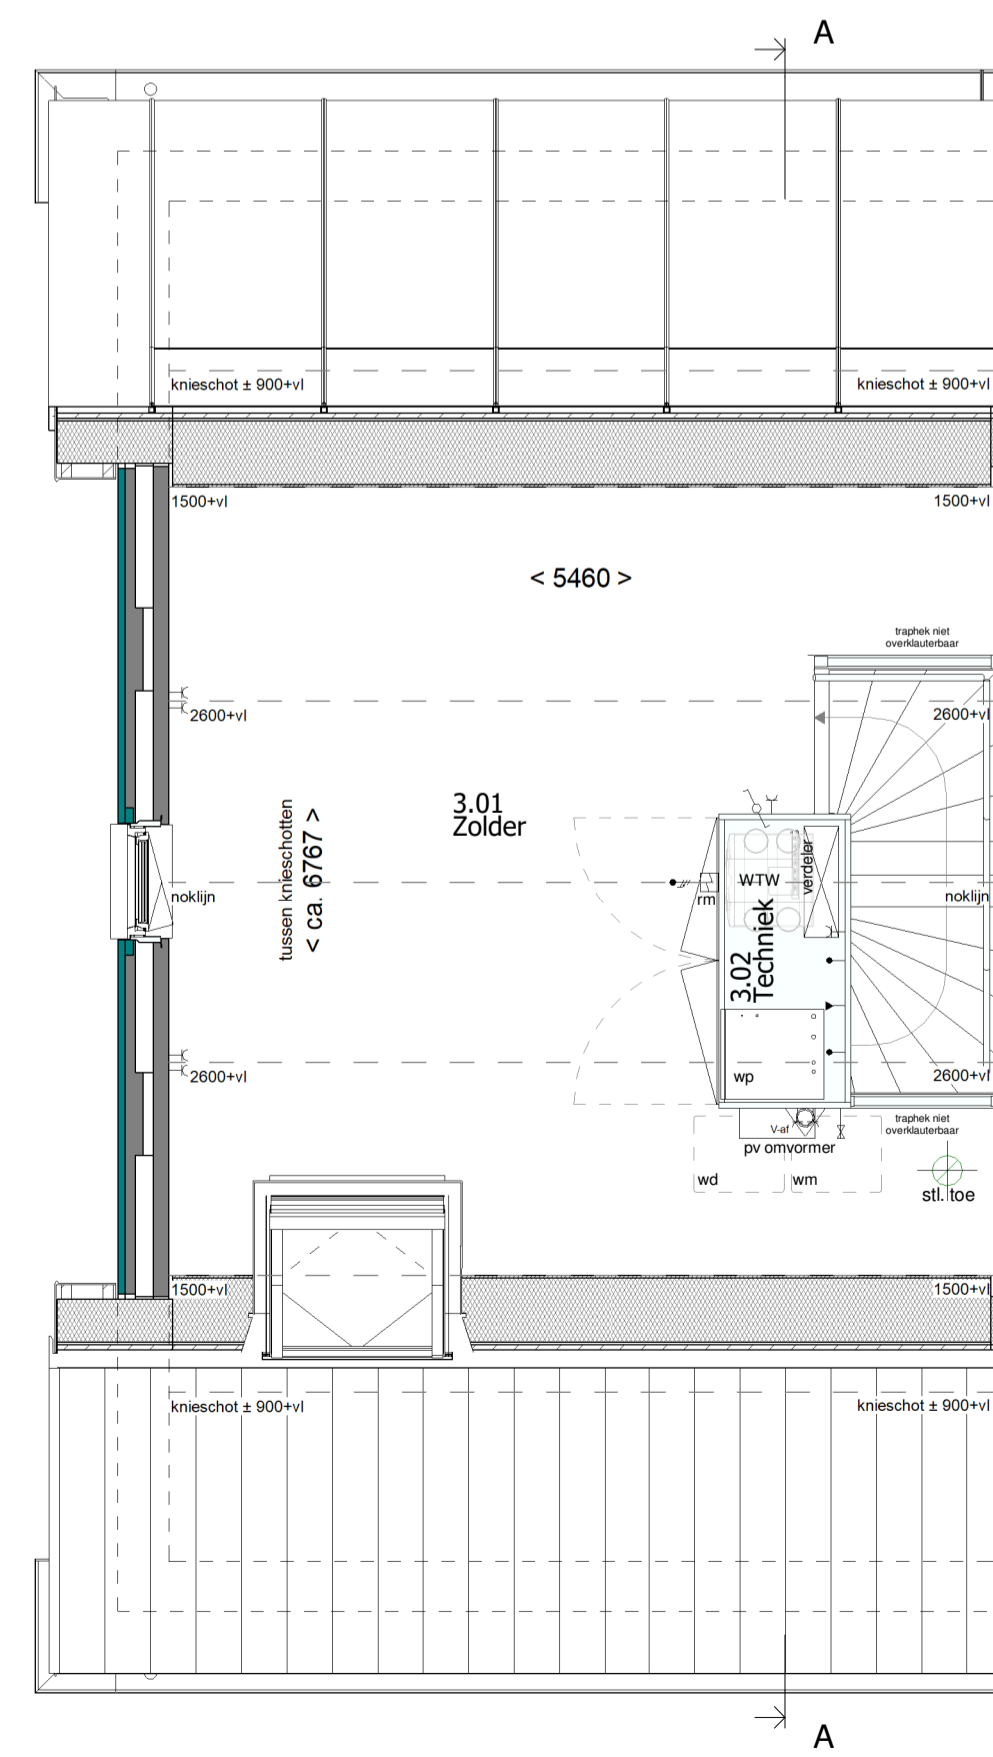 A
knieschot ± 900+vl
knieschot ± 900+vl
1500+vl
1500+vl
< 5460 >
traphek niet
overklauterbaar
2600+vl
2600+vl
3.01
Zolder
tussen knieschotten
< ca. 6767 >
noklijn
rm
WTW
verdeler
noklijn
3.02
Techniek
wp
2600+vl
2600+vl
V-af
pv omvormer
traphek niet
overklauterbaar
wd
wm
stl. toe
1500+vl
1500+vl
knieschot ± 900+vl
knieschot ± 900+vl
A